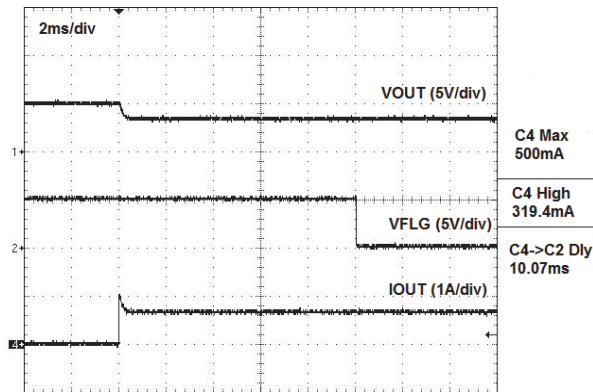 2ms/div
VOUT (5V/div)
1
C4 Max
500mA
C4 High
319.4mA
VFLG (5V/div)
2
C4->C2 Dly
10.07ms
IOUT (1A/div)
4